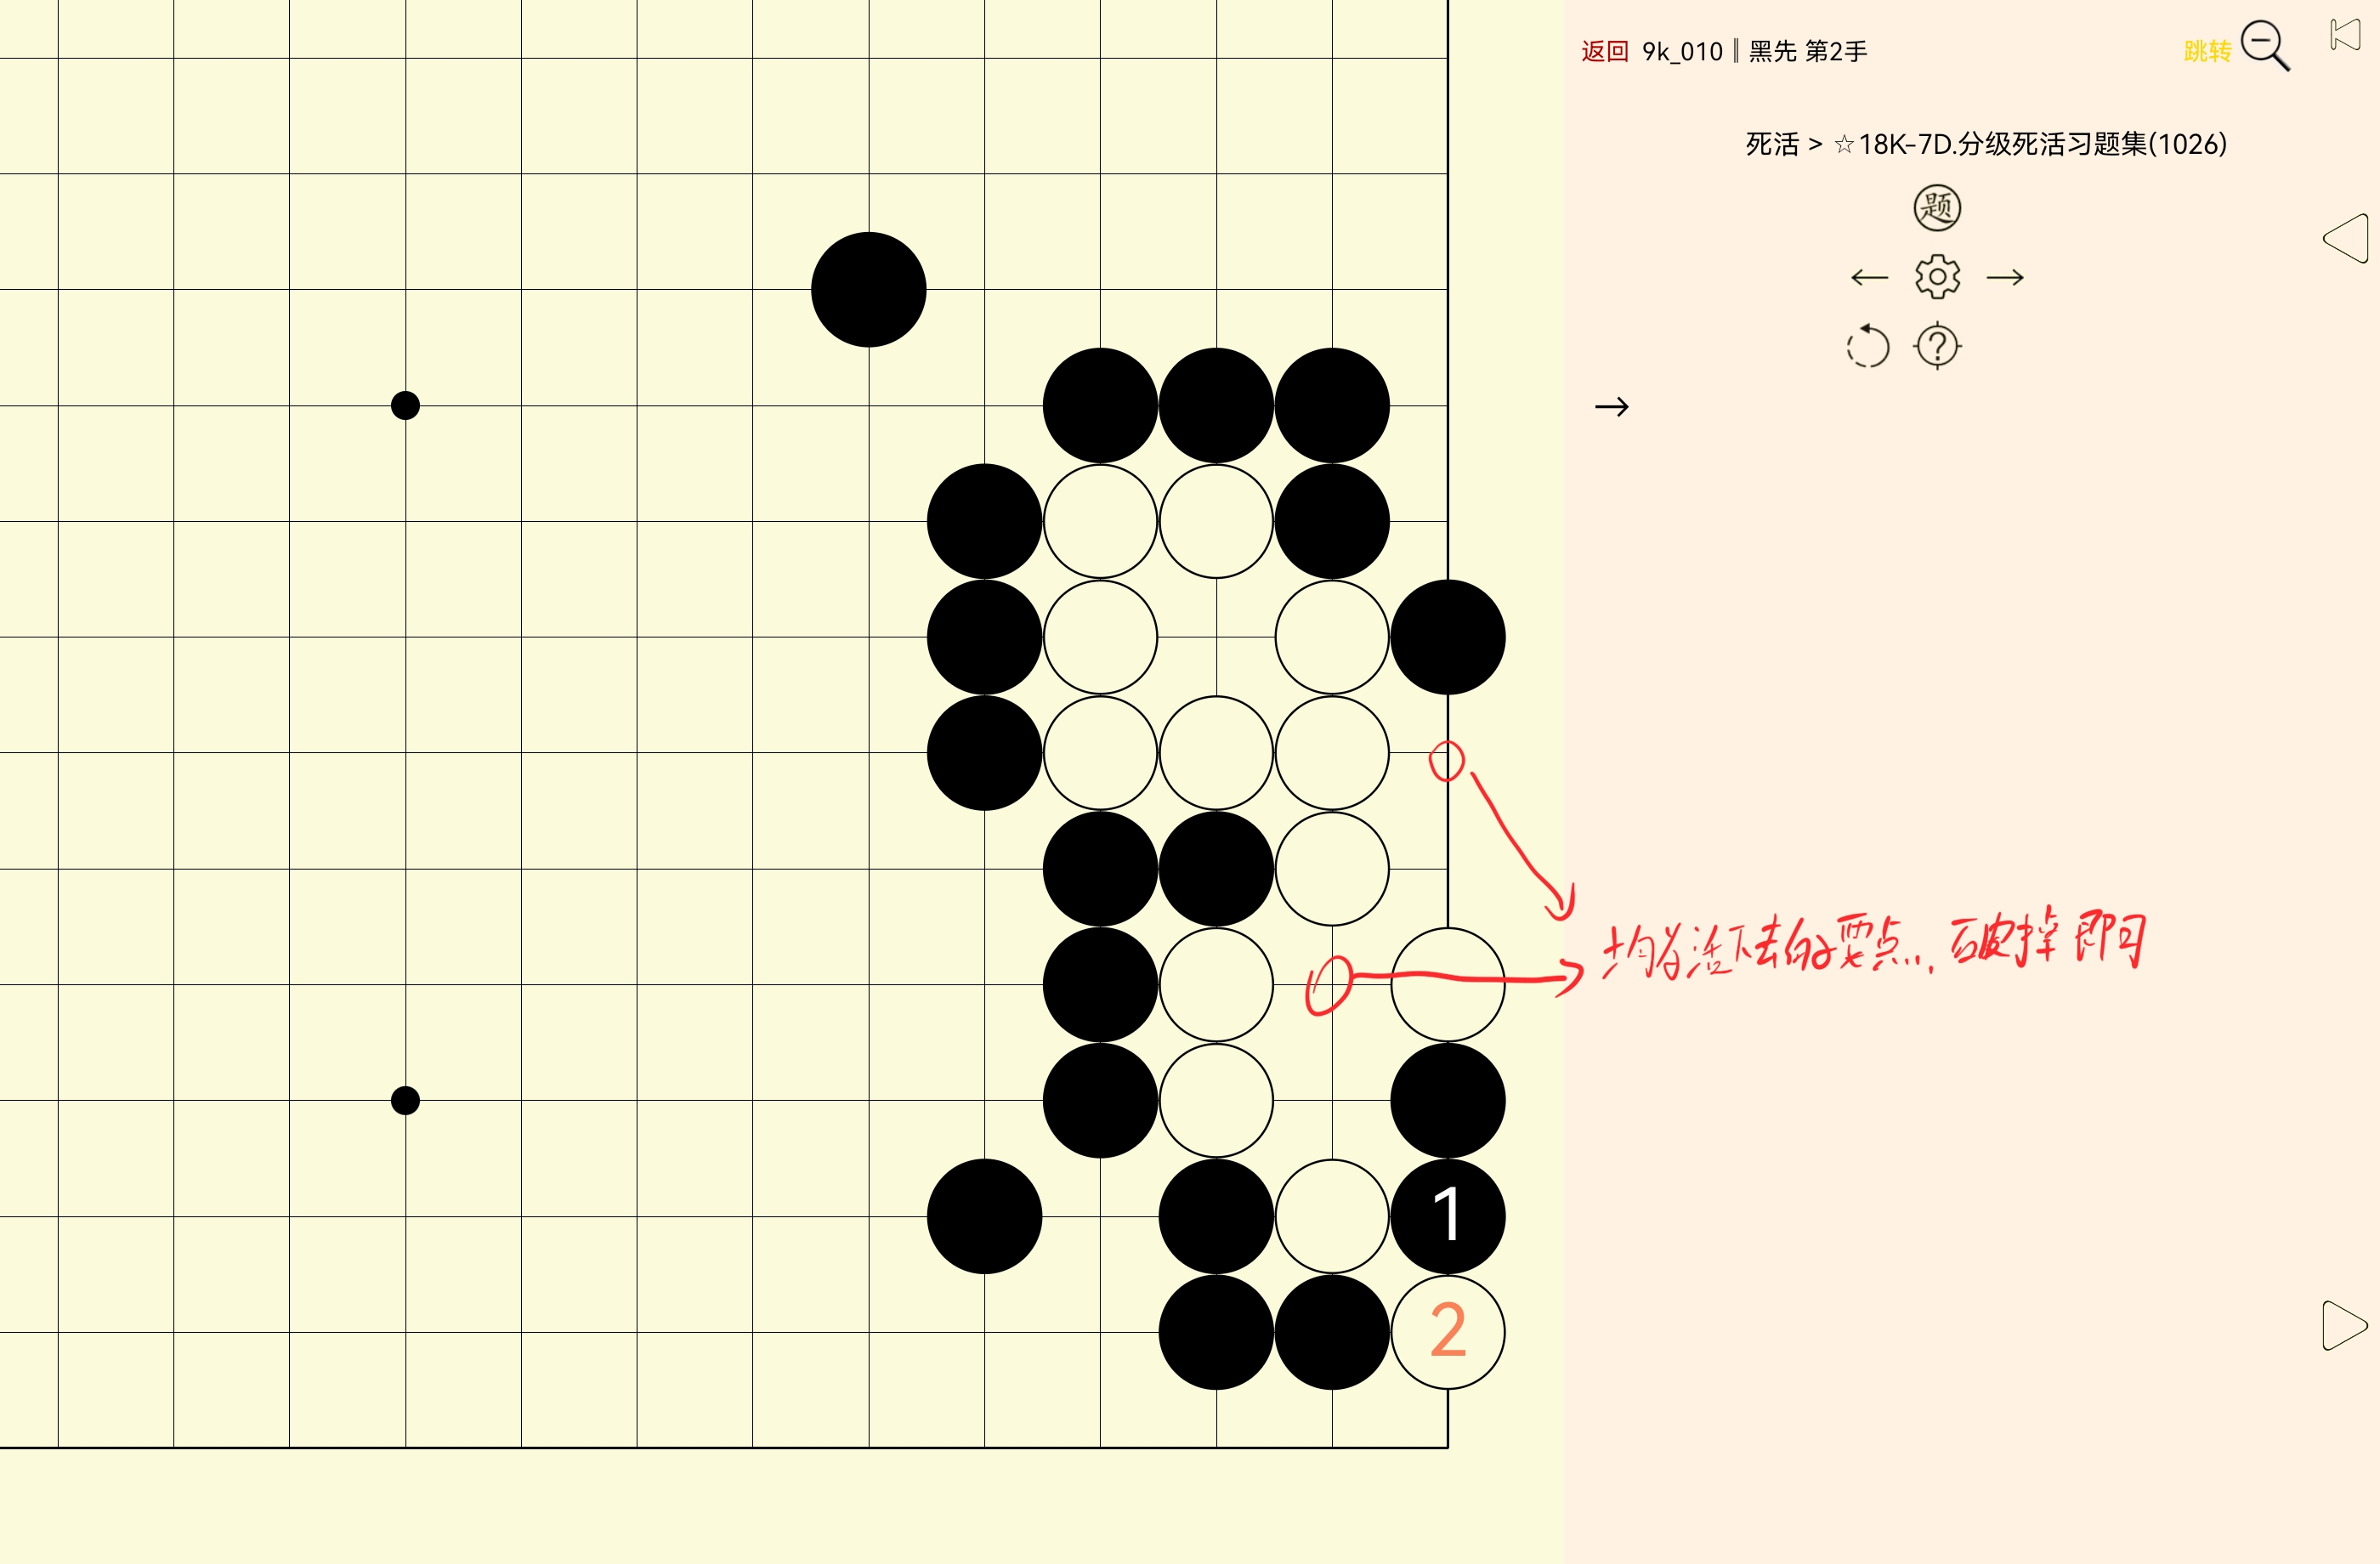 返回 9k_010‖黑先 第2手 跳转
死活 > ☆18K-7D.分级死活习题集(1026)
题
?
1
均为活下去的要点... 破掉即可
2